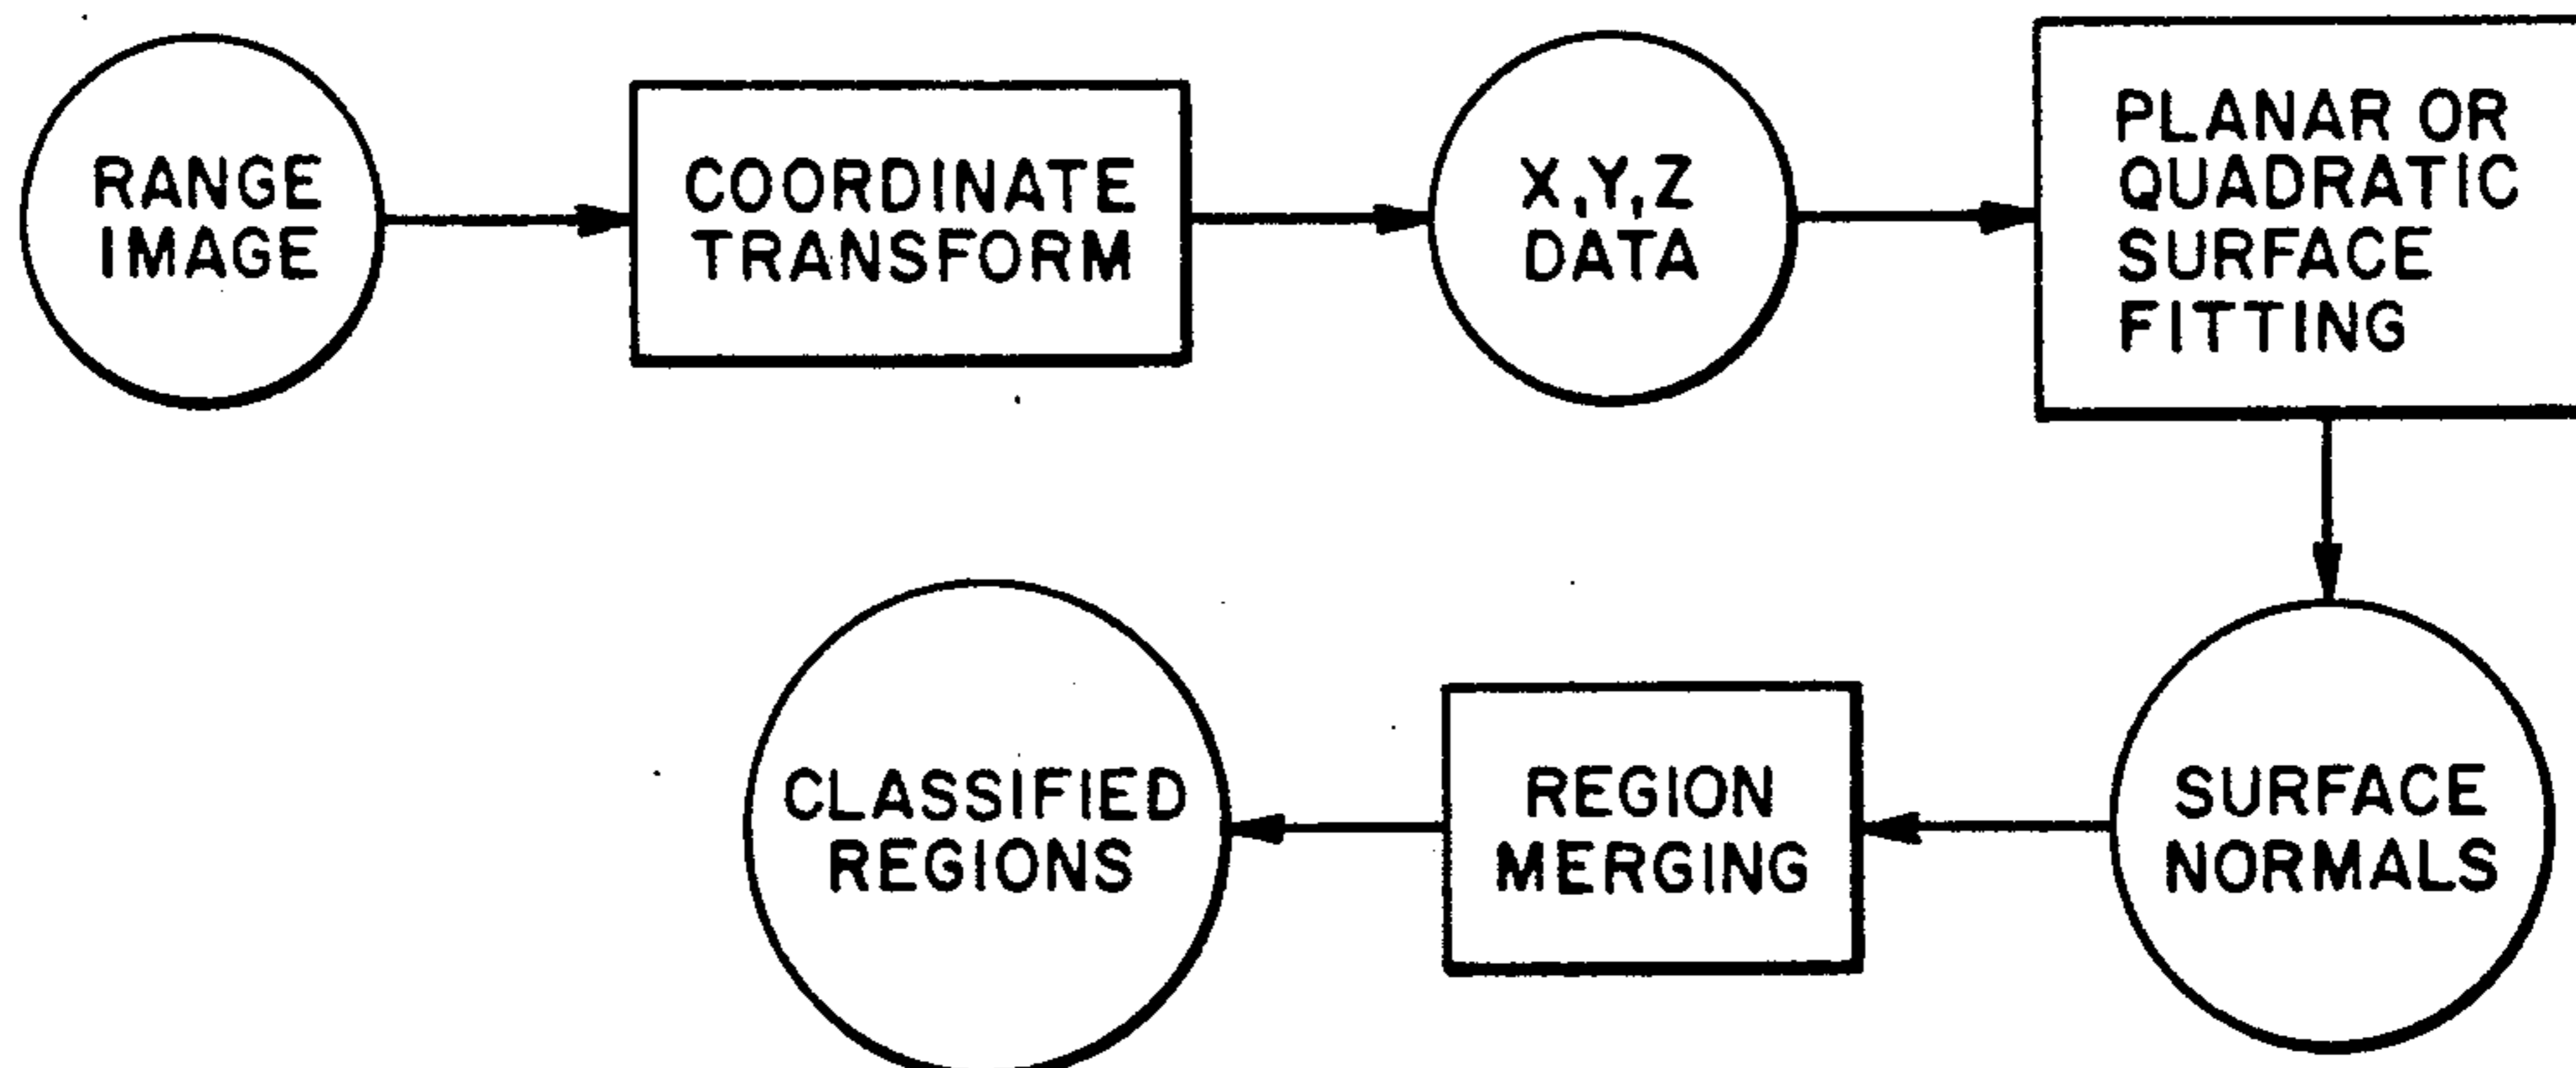 RANGE
IMAGE
COORDINATE
TRANSFORM
X,Y,Z
DATA
PLANAR OR
QUADRATIC
SURFACE
FITTING
SURFACE
NORMALS
REGION
MERGING
CLASSIFIED
REGIONS